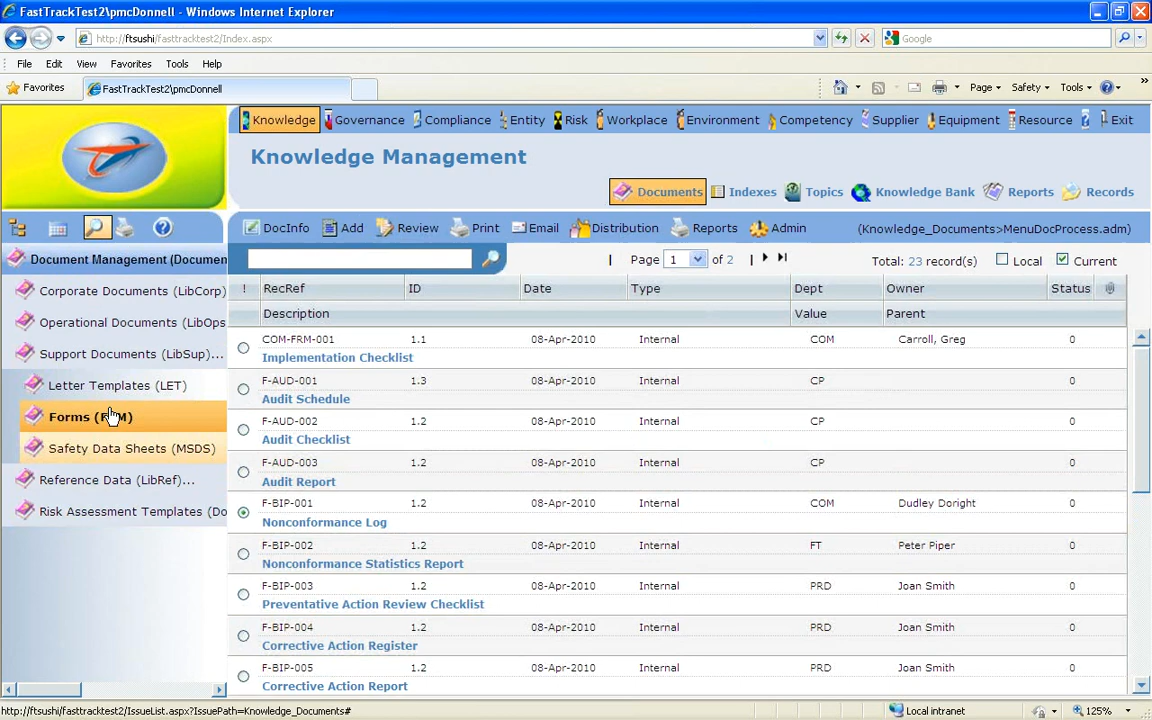 FastTrackTest2\pmcDonnell - Windows Internet Explorer
http://ftsushi/fasttracktest2/Index.aspx
Google
File Edit View Favorites Tools Help
Favorites FastTrackTest2\pmcDonnell Page Safety Tools
Knowledge Governance Compliance Entity Risk Workplace Environment Competency Supplier Equipment Resource Exit
Knowledge Management
Documents Indexes Topics Knowledge Bank Reports Records
DocInfo Add Review Print Email Distribution Reports Admin (Knowledge_Documents>MenuDocProcess.adm)
Document Management (Documen
Page 1 of 2 Total: 23 record(s) Local Current
Corporate Documents (LibCorp)
Operational Documents (LibOps
Support Documents (LibSup)...
Letter Templates (LET)
Forms (FRM)
Safety Data Sheets (MSDS)
Reference Data (LibRef)...
Risk Assessment Templates (Do
! RecRef ID Date Type Dept Owner Status
Description Value Parent
COM-FRM-001 1.1 08-Apr-2010 Internal COM Carroll, Greg 0
Implementation Checklist
F-AUD-001 1.3 08-Apr-2010 Internal CP 0
Audit Schedule
F-AUD-002 1.2 08-Apr-2010 Internal CP 0
Audit Checklist
F-AUD-003 1.2 08-Apr-2010 Internal CP 0
Audit Report
F-BIP-001 1.2 08-Apr-2010 Internal COM Dudley Doright 0
Nonconformance Log
F-BIP-002 1.2 08-Apr-2010 Internal FT Peter Piper 0
Nonconformance Statistics Report
F-BIP-003 1.2 08-Apr-2010 Internal PRD Joan Smith 0
Preventative Action Review Checklist
F-BIP-004 1.2 08-Apr-2010 Internal PRD Joan Smith 0
Corrective Action Register
F-BIP-005 1.2 08-Apr-2010 Internal PRD Joan Smith 0
Corrective Action Report
http://ftsushi/fasttracktest2/IssueList.aspx?IssuePath=Knowledge_Documents# Local intranet 125%